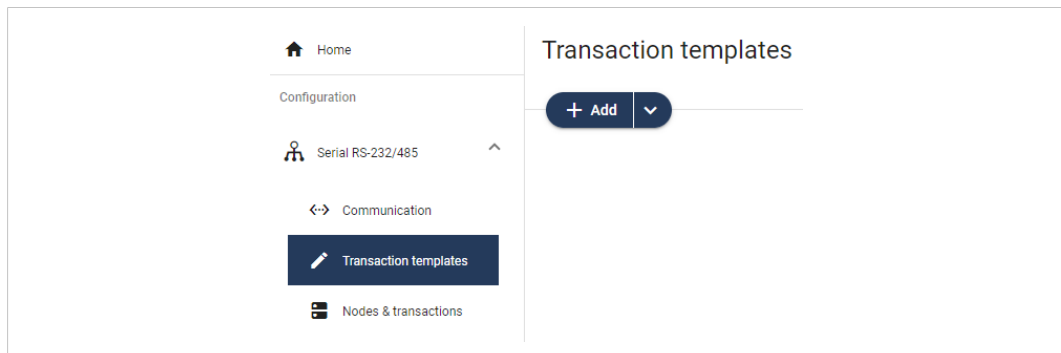 Home
Configuration
Serial RS-232/485
Communication
Transaction templates
Nodes & transactions
Transaction templates
+ Add